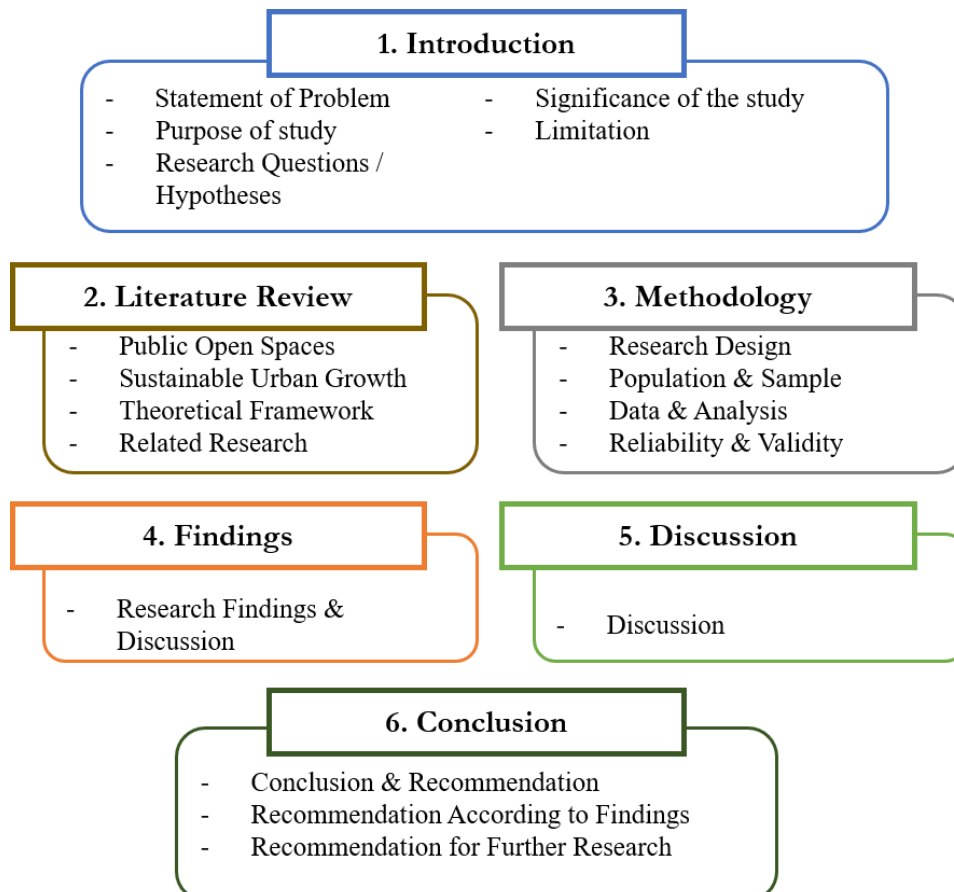 1. Introduction
- Statement of Problem
- Purpose of study
- Research Questions /
Hypotheses
- Significance of the study
- Limitation
2. Literature Review
- Public Open Spaces
- Sustainable Urban Growth
- Theoretical Framework
- Related Research
3. Methodology
- Research Design
- Population & Sample
- Data & Analysis
- Reliability & Validity
4. Findings
- Research Findings &
Discussion
5. Discussion
- Discussion
6. Conclusion
- Conclusion & Recommendation
- Recommendation According to Findings
- Recommendation for Further Research